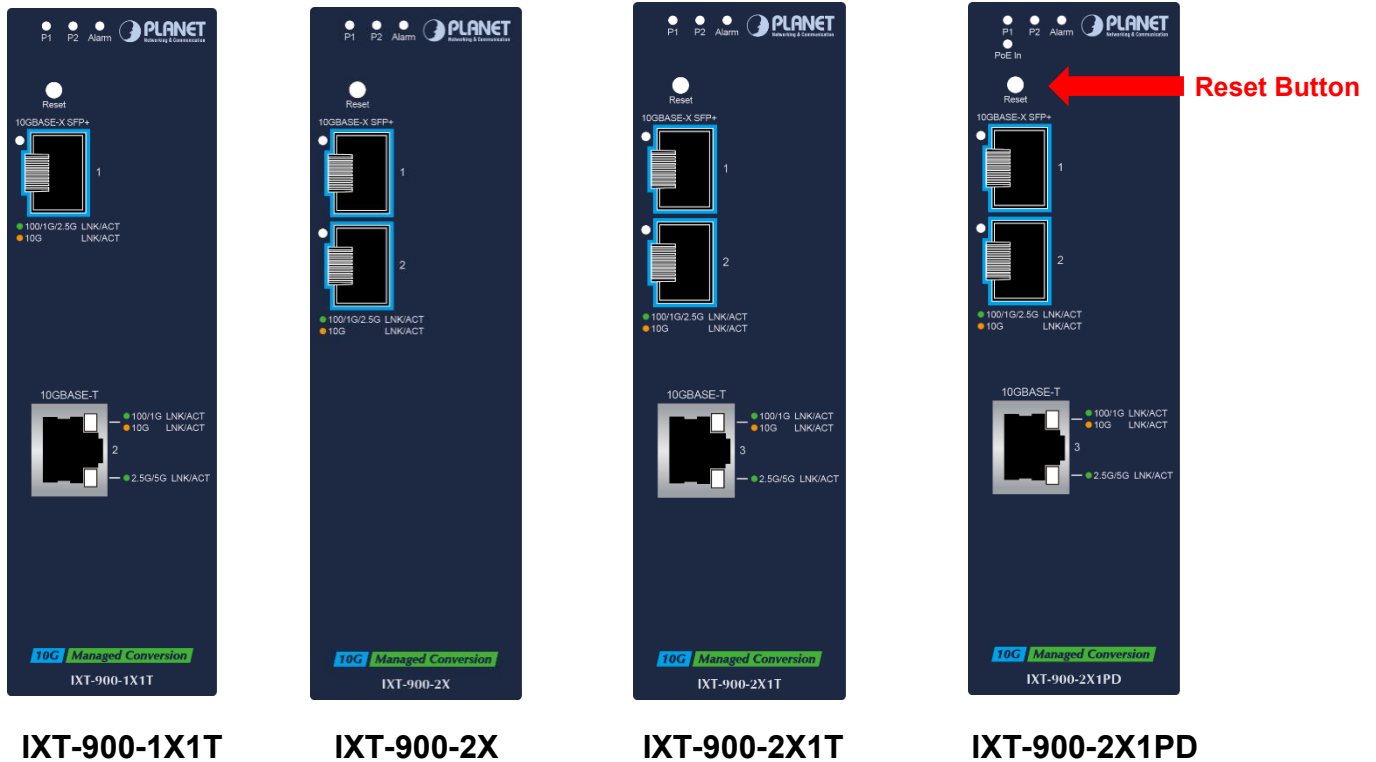 P1 P2 Alarm PLANET
Networking & Communication
Reset
10GBASE-X SFP+
1
100/1G/2.5G LNK/ACT
10G LNK/ACT
10GBASE-T
100/1G LNK/ACT
10G LNK/ACT
2
2.5G/5G LNK/ACT
10G Managed Conversion
IXT-900-1X1T
IXT-900-1X1T
P1 P2 Alarm PLANET
Networking & Communication
Reset
10GBASE-X SFP+
1
2
100/1G/2.5G LNK/ACT
10G LNK/ACT
10G Managed Conversion
IXT-900-2X
IXT-900-2X
P1 P2 Alarm PLANET
Networking & Communication
Reset
10GBASE-X SFP+
1
2
100/1G/2.5G LNK/ACT
10G LNK/ACT
10GBASE-T
100/1G LNK/ACT
10G LNK/ACT
3
2.5G/5G LNK/ACT
10G Managed Conversion
IXT-900-2X1T
IXT-900-2X1T
P1 P2 Alarm PLANET
Networking & Communication
PoE In
Reset
Reset Button
10GBASE-X SFP+
1
2
100/1G/2.5G LNK/ACT
10G LNK/ACT
10GBASE-T
100/1G LNK/ACT
10G LNK/ACT
3
2.5G/5G LNK/ACT
10G Managed Conversion
IXT-900-2X1PD
IXT-900-2X1PD